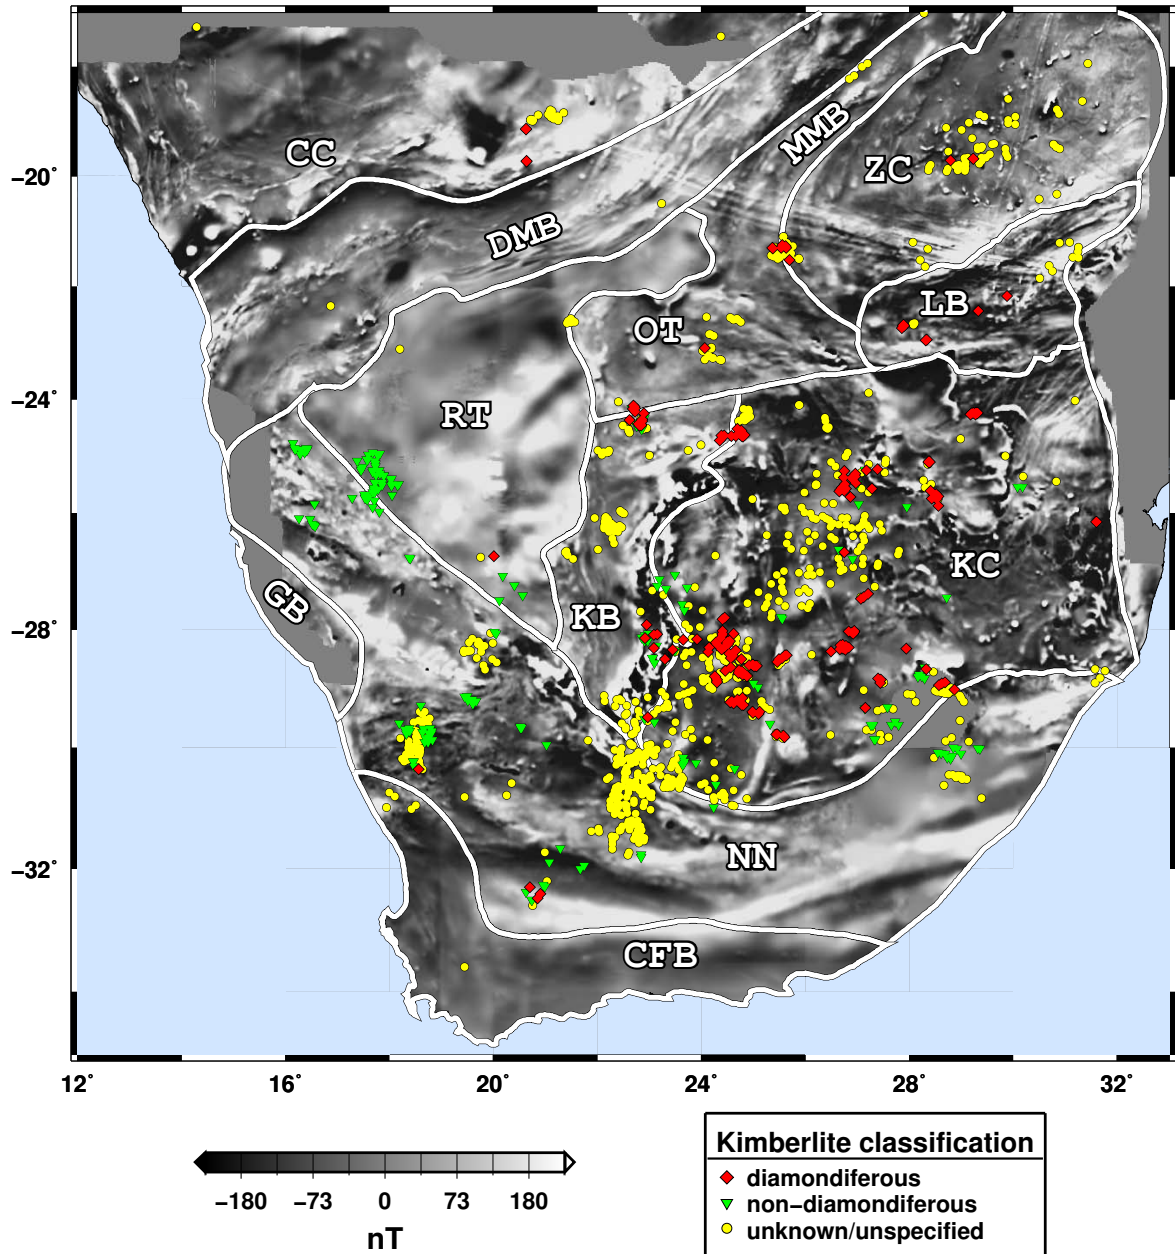 CC
MMB
ZC
−20°
DMB
LB
OT
−24°
RT
KC
GB
KB
−28°
NN
−32°
CFB
12° 16° 20° 24° 28° 32°
−180 −73 0 73 180
nT
Kimberlite classification
diamondiferous
non−diamondiferous
unknown/unspecified